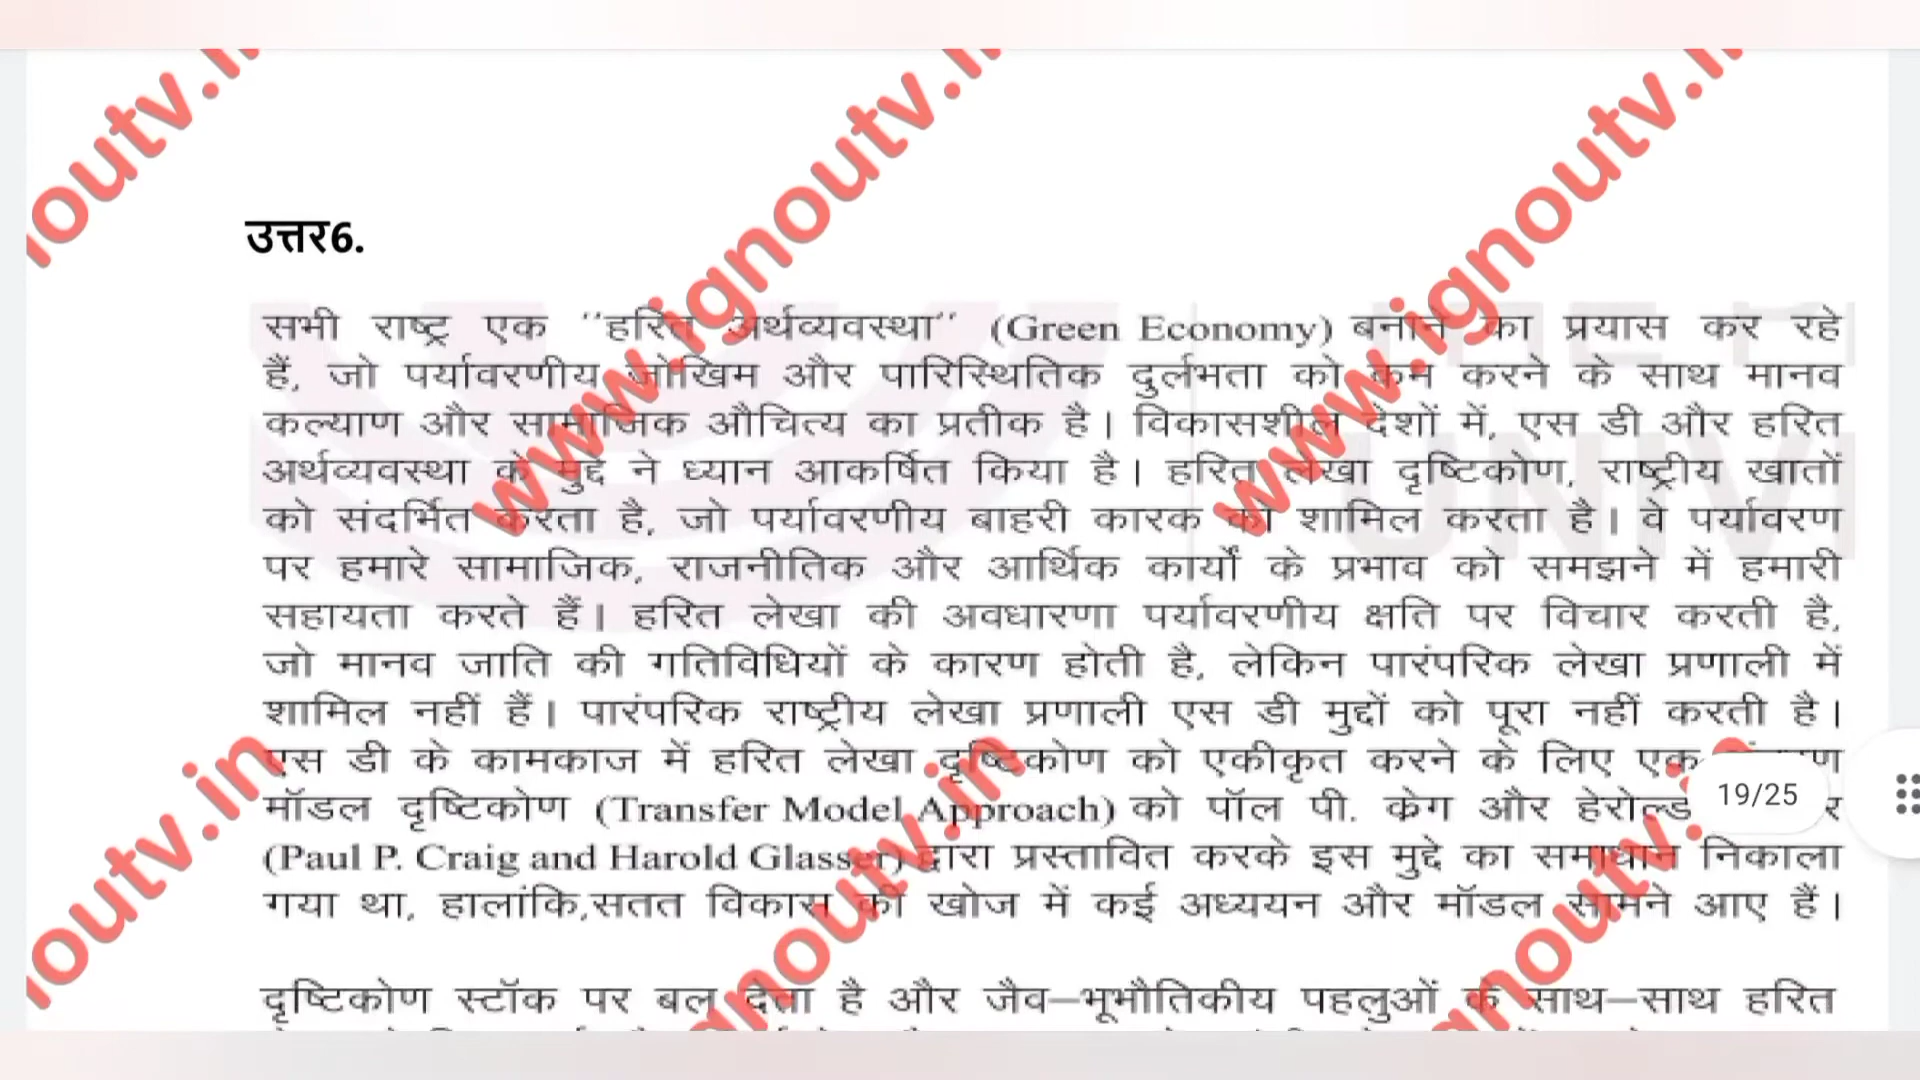 उत्तर6.
सभी राष्ट्र एक "हरित अर्थव्यवस्था" (Green Economy) बनाने का प्रयास कर रहे
हैं, जो पर्यावरणीय जोखिम और पारिस्थितिक दुर्लभता को कम करने के साथ मानव
कल्याण और सामाजिक औचित्य का प्रतीक है। विकासशील देशों में, एस डी और हरित
अर्थव्यवस्था के मुद्दे ने ध्यान आकर्षित किया है। हरित लेखा दृष्टिकोण, राष्ट्रीय खातों
को संदर्भित करता है, जो पर्यावरणीय बाहरी कारक को शामिल करता है। वे पर्यावरण
पर हमारे सामाजिक, राजनीतिक और आर्थिक कार्यों के प्रभाव को समझने में हमारी
सहायता करते हैं। हरित लेखा की अवधारणा पर्यावरणीय क्षति पर विचार करती है,
जो मानव जाति की गतिविधियों के कारण होती है, लेकिन पारंपरिक लेखा प्रणाली में
शामिल नहीं हैं। पारंपरिक राष्ट्रीय लेखा प्रणाली एस डी मुद्दों को पूरा नहीं करती है।
एस डी के कामकाज में हरित लेखा दृष्टिकोण को एकीकृत करने के लिए एक
मॉडल दृष्टिकोण (Transfer Model Approach) को पॉल पी. क्रेग और हेरोल्ड
(Paul P. Craig and Harold Glasser) द्वारा प्रस्तावित करके इस मुद्दे का समाधान निकाला
गया था, हालांकि,सतत विकास की खोज में कई अध्ययन और मॉडल सामने आए हैं।
दृष्टिकोण स्टॉक पर बल देता है और जैव–भूभौतिकीय पहलुओं के साथ–साथ हरित
19/25
www.ignoutv.in
www.ignoutv.in
UNIV